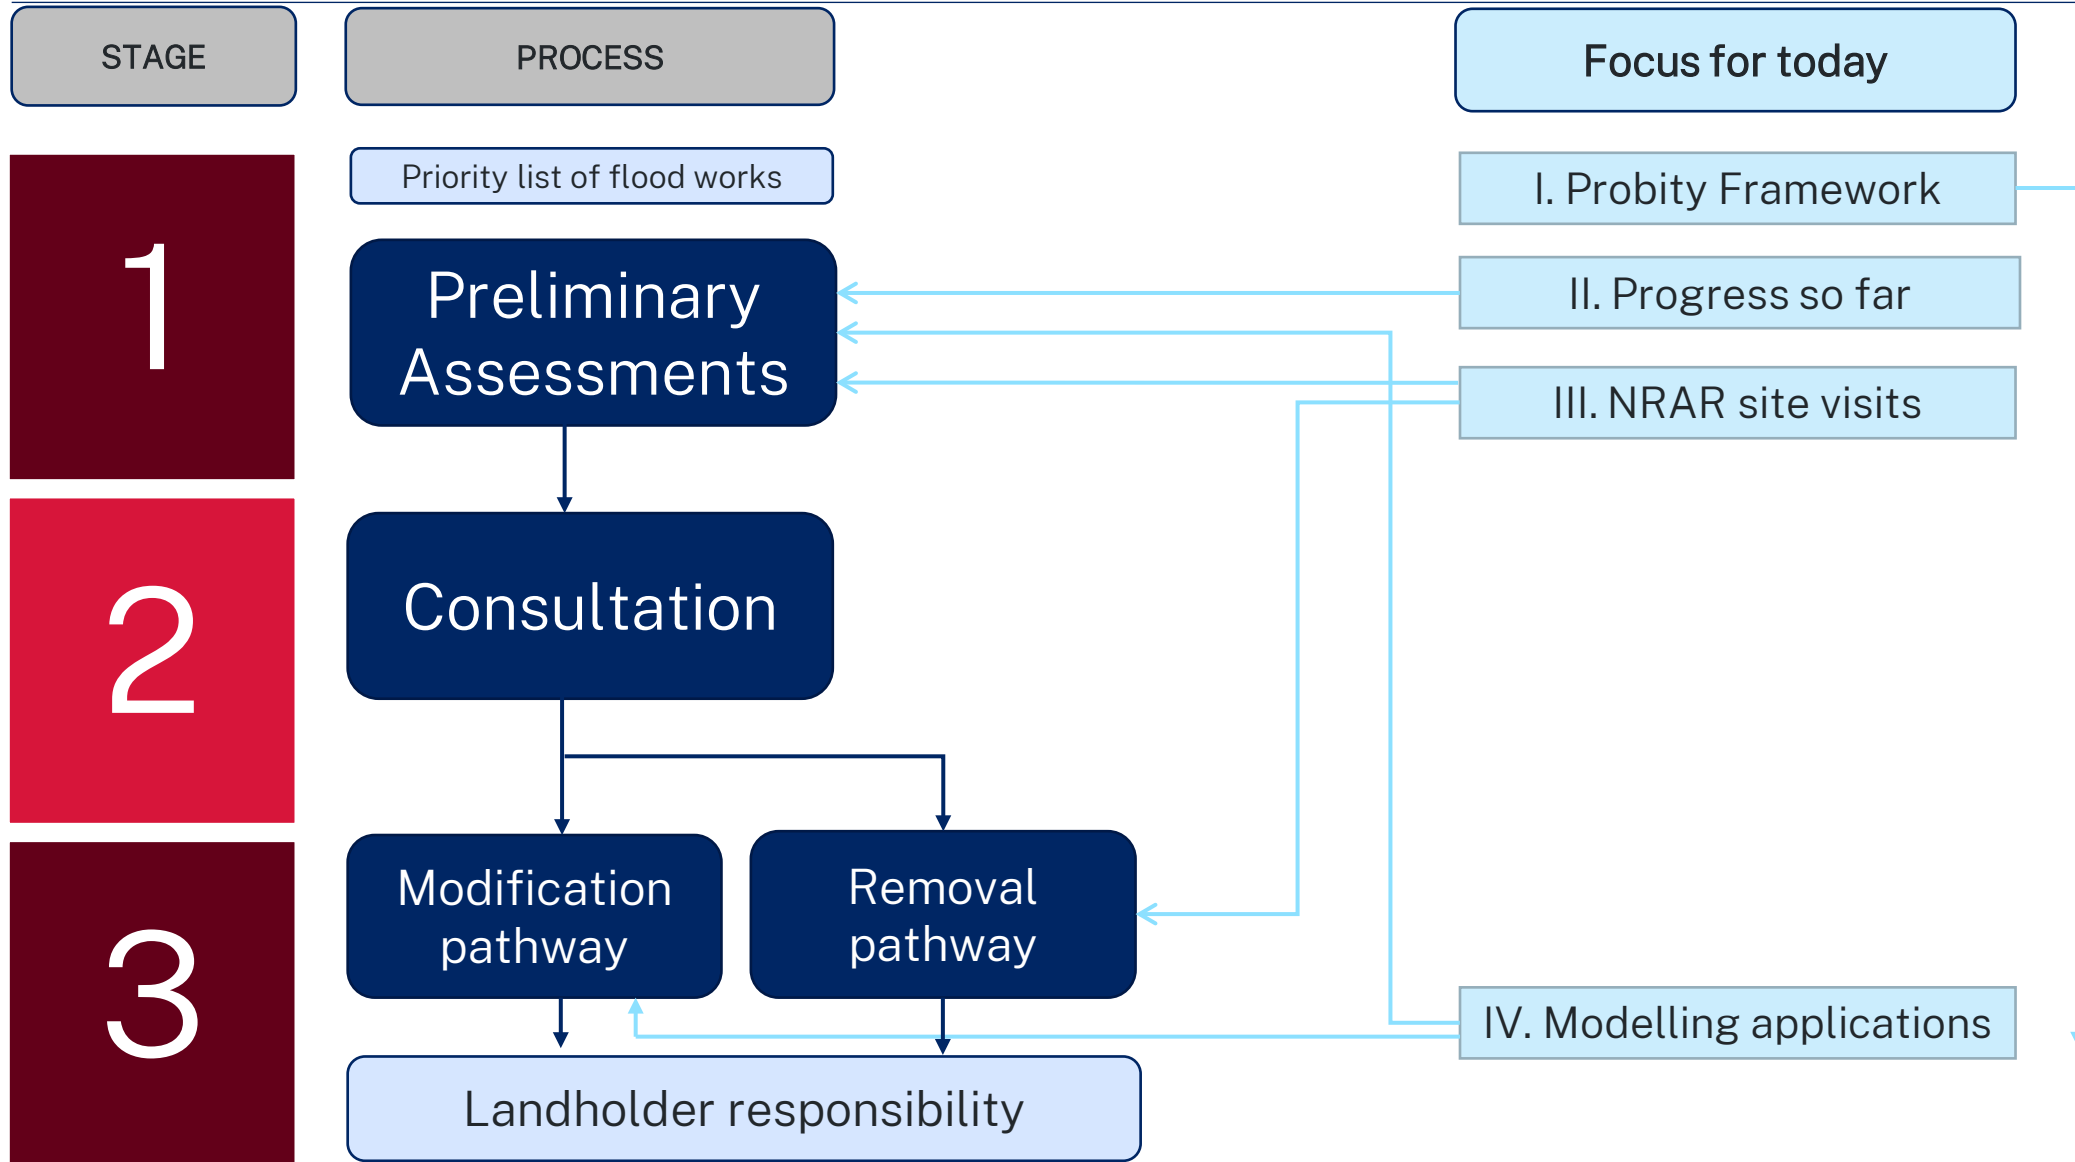 STAGE
PROCESS
Focus for today
1
Priority list of flood works
Preliminary
Assessments
I. Probity Framework
II. Progress so far
III. NRAR site visits
2
Consultation
3
Modification
pathway
Removal
pathway
IV. Modelling applications
Landholder responsibility